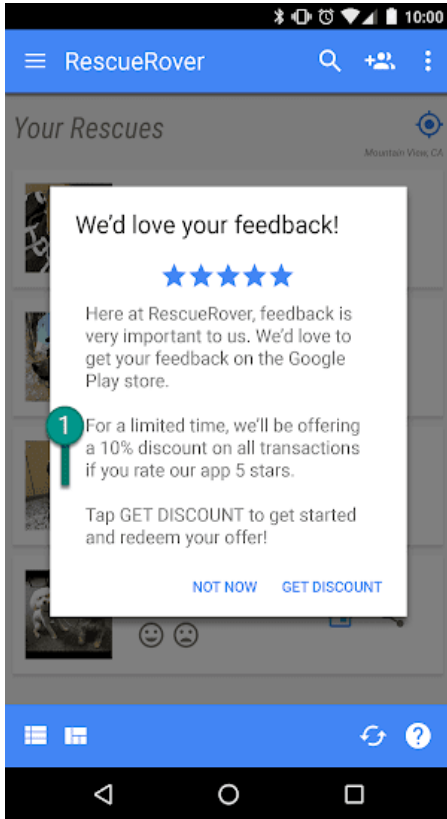 10:00
RescueRover
Your Rescues
Mountain View, CA
We'd love your feedback!
Here at RescueRover, feedback is
very important to us. We'd love to
get your feedback on the Google
Play store.
1
For a limited time, we'll be offering
a 10% discount on all transactions
if you rate our app 5 stars.
Tap GET DISCOUNT to get started
and redeem your offer!
NOT NOW GET DISCOUNT